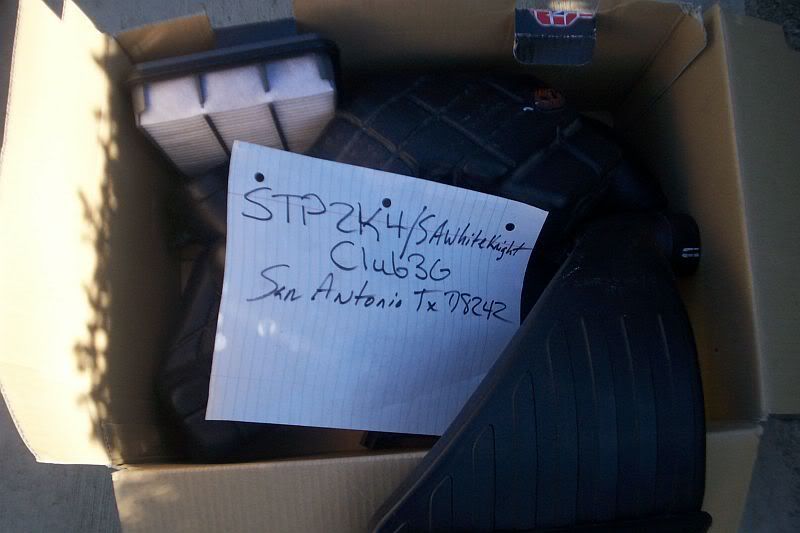 STP2K4/SAWhiteKnight
Club3G
San Antonio Tx 78242